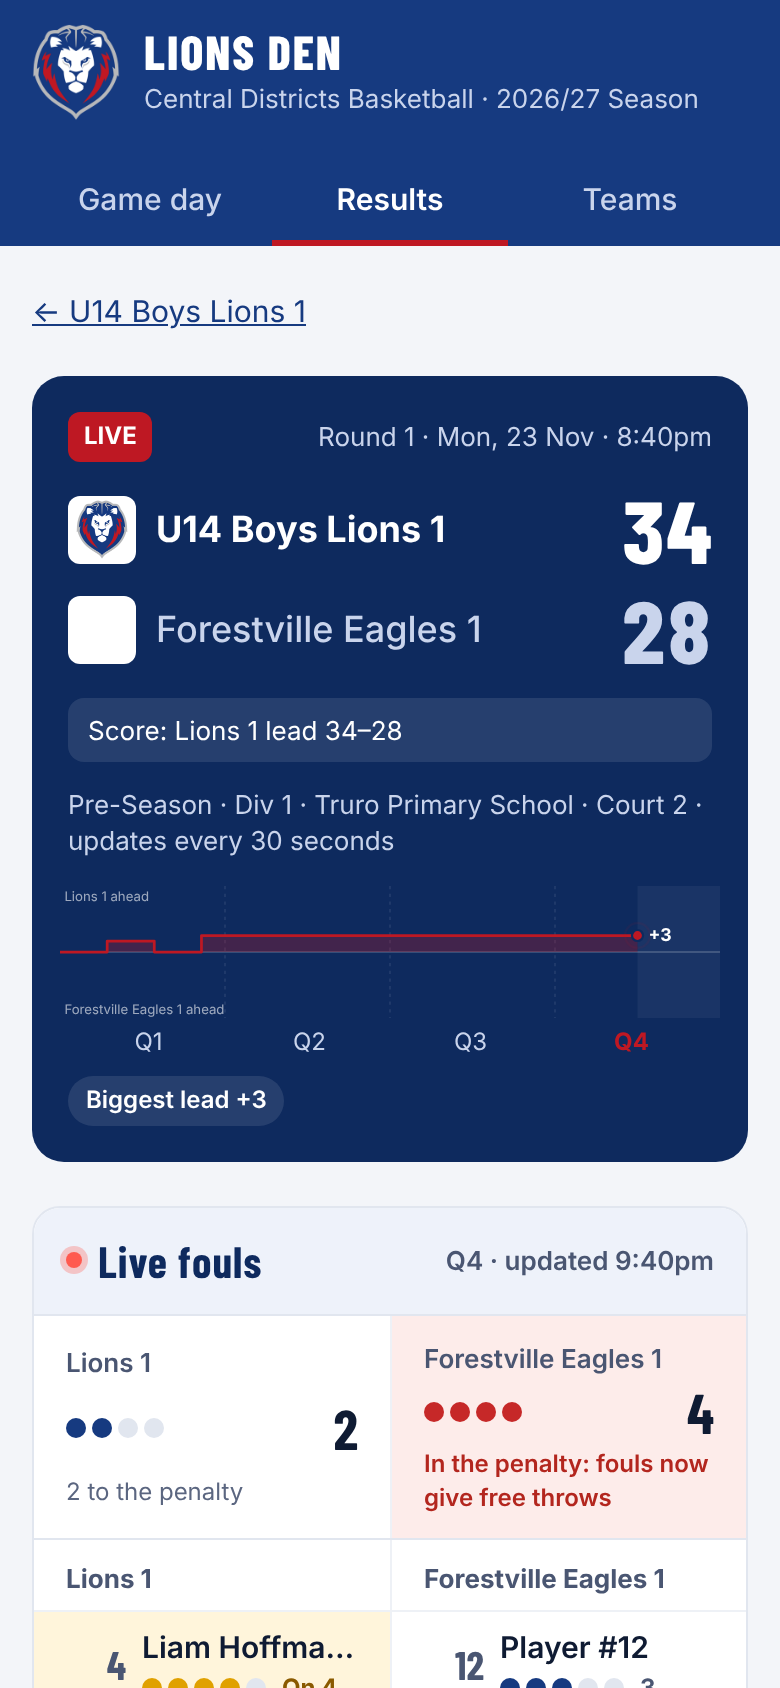 LIONS DEN
Central Districts Basketball · 2026/27 Season
Game day
Results
Teams
← U14 Boys Lions 1
LIVE
Round 1 · Mon, 23 Nov · 8:40pm
U14 Boys Lions 1
34
Forestville Eagles 1
28
Score: Lions 1 lead 34–28
Pre-Season · Div 1 · Truro Primary School · Court 2 ·
updates every 30 seconds
Lions 1 ahead
+3
Forestville Eagles 1 ahead
Q1
Q2
Q3
Q4
Biggest lead +3
Live fouls
Q4 · updated 9:40pm
Lions 1
2
2 to the penalty
Forestville Eagles 1
4
In the penalty: fouls now
give free throws
Lions 1
Forestville Eagles 1
4
Liam Hoffma...
On 4
12
Player #12
3